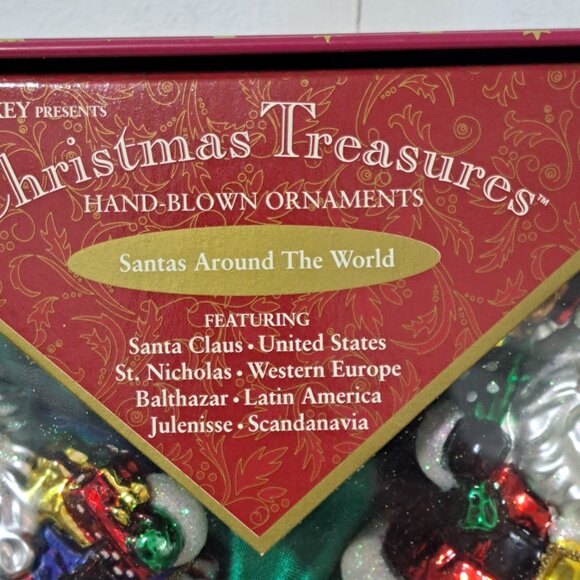 KEY PRESENTS
Christmas Treasures™
HAND-BLOWN ORNAMENTS
Santas Around The World
FEATURING
Santa Claus • United States
St. Nicholas • Western Europe
Balthazar • Latin America
Julenisse • Scandanavia